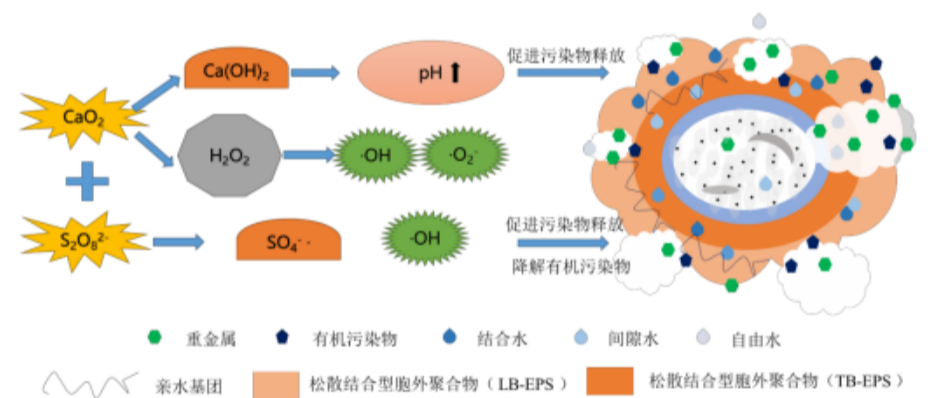 促进污染物释放
Ca(OH)₂
pH
CaO₂
H₂O₂
·OH
·O₂⁻
S₂O₈²⁻
SO₄⁻·
·OH
促进污染物释放
降解有机污染物
重金属
有机污染物
结合水
间隙水
自由水
亲水基团
松散结合型胞外聚合物（LB-EPS）
松散结合型胞外聚合物（TB-EPS）